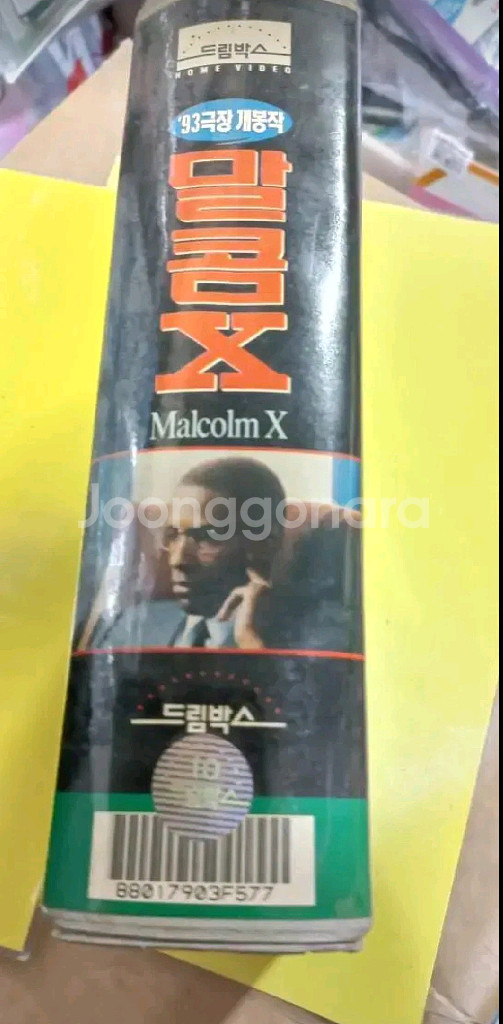 드림박스
HOME VIDEO
'93극장 개봉작
말콤
X
Malcolm X
Joonggonara
드림박스
88017903F577